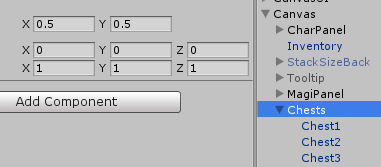 X 0.5 Y 0.5
X 0 Y 0 Z 0
X 1 Y 1 Z 1
Add Component
Canvas
CharPanel
Inventory
StackSizeBack
Tooltip
MagiPanel
Chests
Chest1
Chest2
Chest3